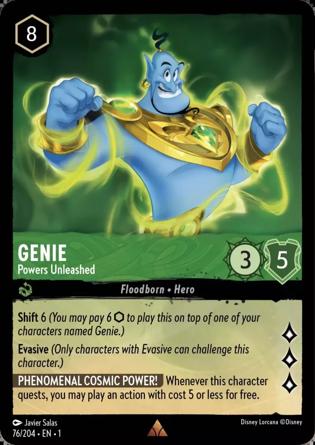 8
GENIE
Powers Unleashed
3
5
Floodborn • Hero
Shift 6 (You may pay 6 ⬡ to play this on top of one of your
characters named Genie.)
Evasive (Only characters with Evasive can challenge this
character.)
PHENOMENAL COSMIC POWER! Whenever this character
quests, you may play an action with cost 5 or less for free.
Javier Salas
76/204 • EN • 1
Disney Lorcana ©Disney